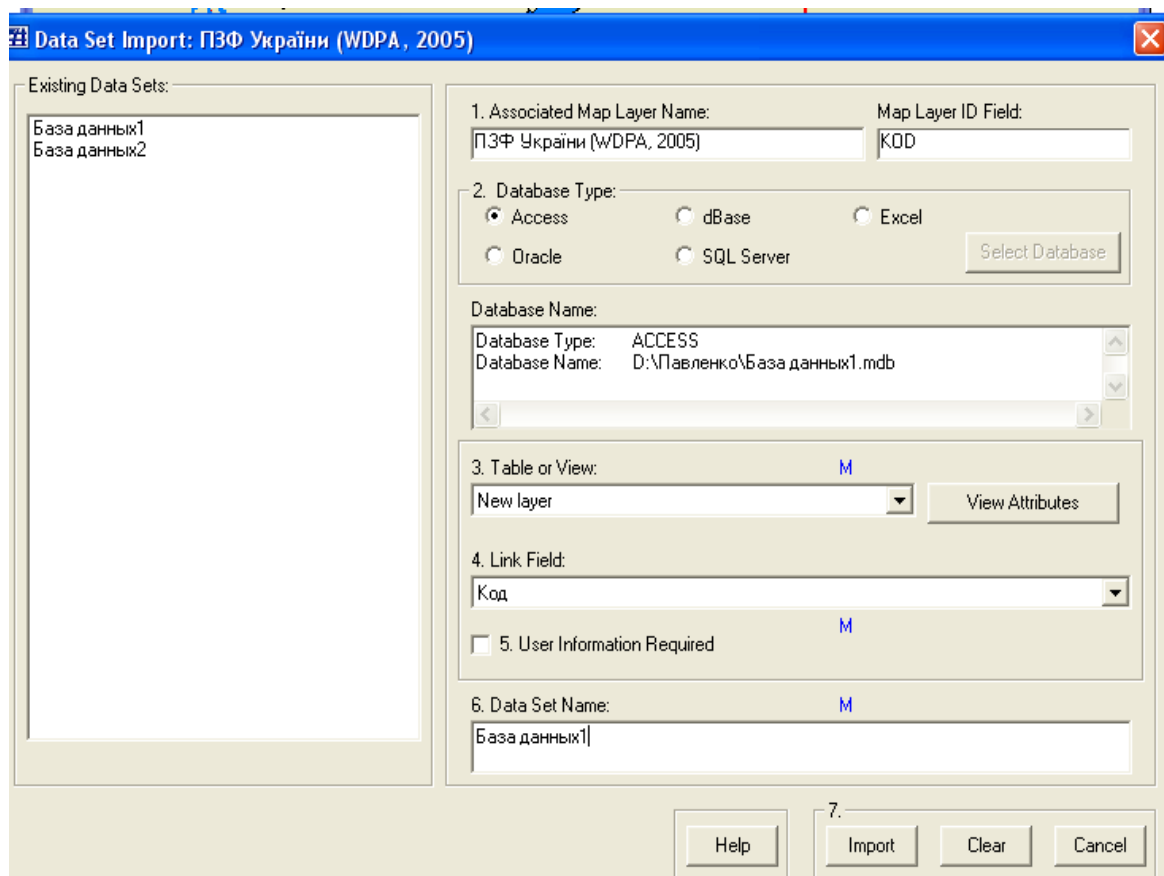 Data Set Import: ПЗФ України (WDPA, 2005)
Existing Data Sets:
База данных1
База данных2
1. Associated Map Layer Name:
Map Layer ID Field:
ПЗФ України (WDPA, 2005)
KOD
2. Database Type:
Access
dBase
Excel
Oracle
SQL Server
Select Database
Database Name:
Database Type: ACCESS
Database Name: D:\Павленко\База данных1.mdb
3. Table or View:
M
New layer
View Attributes
4. Link Field:
Код
M
5. User Information Required
6. Data Set Name:
M
База данных1
7.
Help
Import
Clear
Cancel